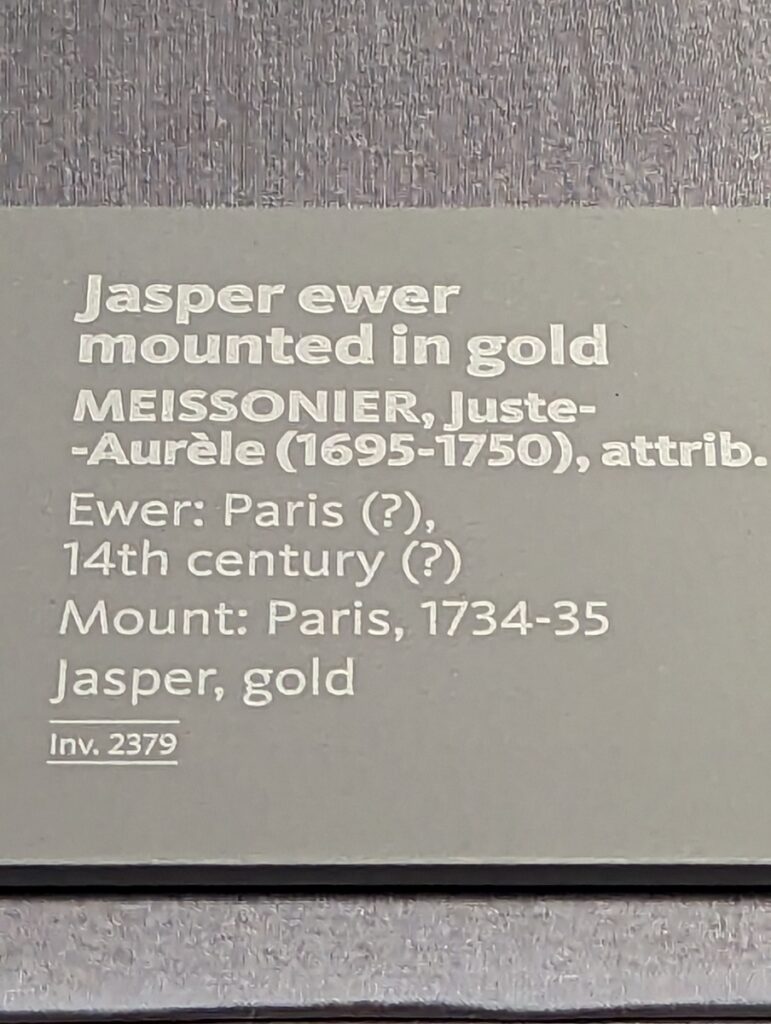 Jasper ewer
mounted in gold
MEISSONIER, Juste-
-Aurèle (1695-1750), attrib.
Ewer: Paris (?),
14th century (?)
Mount: Paris, 1734-35
Jasper, gold
Inv. 2379